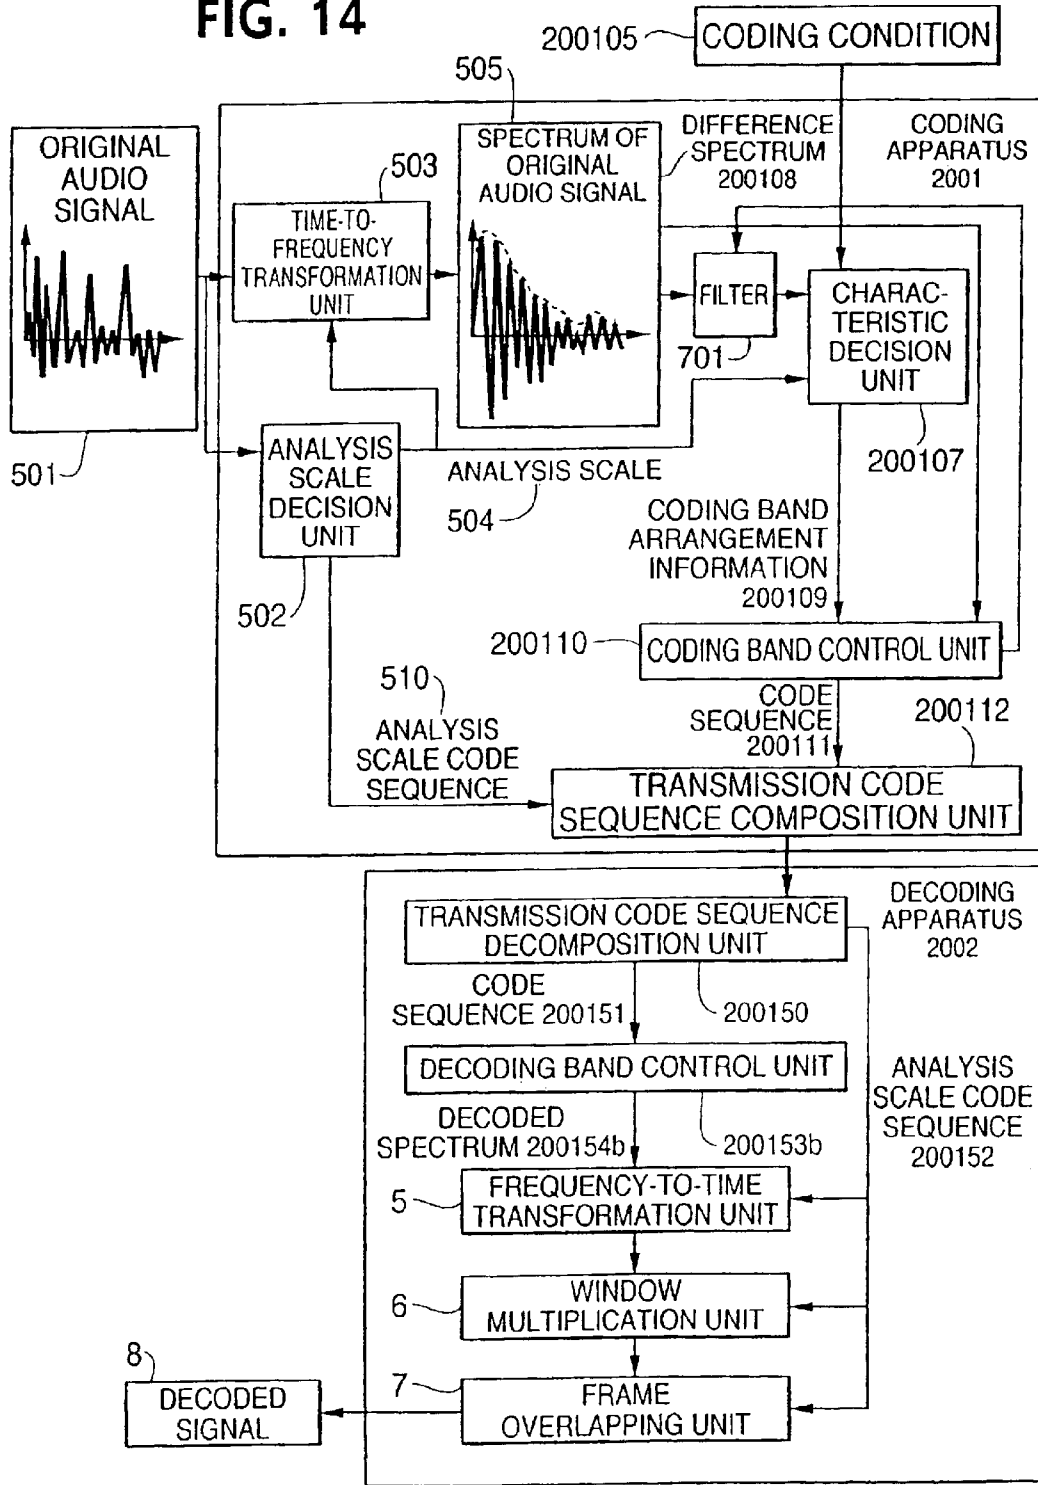 FIG. 14
200105
CODING CONDITION
505
ORIGINAL
AUDIO
SIGNAL
501
503
TIME-TO-
FREQUENCY
TRANSFORMATION
UNIT
SPECTRUM OF
ORIGINAL
AUDIO SIGNAL
DIFFERENCE
SPECTRUM
200108
CODING
APPARATUS
2001
FILTER
701
CHARAC-
TERISTIC
DECISION
UNIT
200107
ANALYSIS
SCALE
DECISION
UNIT
502
ANALYSIS SCALE
504
CODING BAND
ARRANGEMENT
INFORMATION
200109
200110
CODING BAND CONTROL UNIT
510
ANALYSIS
SCALE CODE
SEQUENCE
CODE
SEQUENCE
200111
200112
TRANSMISSION CODE
SEQUENCE COMPOSITION UNIT
DECODING
APPARATUS
2002
TRANSMISSION CODE SEQUENCE
DECOMPOSITION UNIT
CODE
SEQUENCE 200151
200150
DECODING BAND CONTROL UNIT
DECODED
SPECTRUM 200154b
200153b
ANALYSIS
SCALE CODE
SEQUENCE
200152
5
FREQUENCY-TO-TIME
TRANSFORMATION UNIT
6
WINDOW
MULTIPLICATION UNIT
7
FRAME
OVERLAPPING UNIT
8
DECODED
SIGNAL